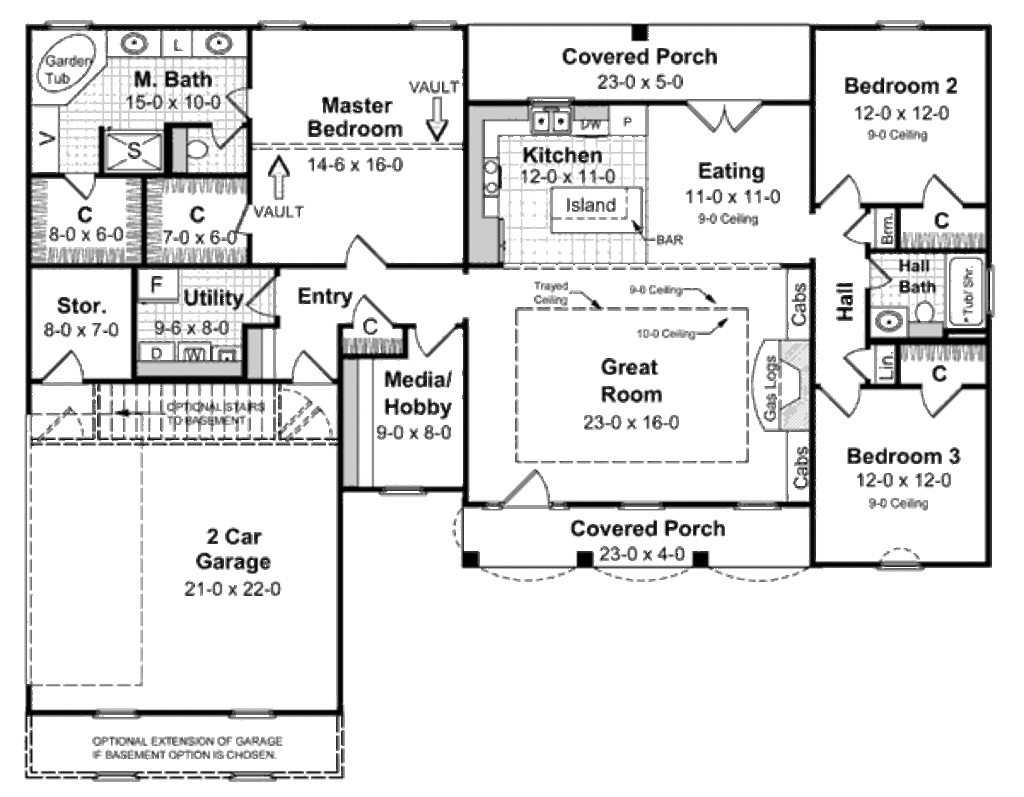 Garden
Tub
L
M. Bath
15-0 x 10-0
V
S
C
8-0 x 6-0
C
7-0 x 6-0
Master
Bedroom
14-6 x 16-0
VAULT
VAULT
Covered Porch
23-0 x 5-0
DW
P
Kitchen
12-0 x 11-0
Island
BAR
Eating
11-0 x 11-0
9-0 Ceiling
Bedroom 2
12-0 x 12-0
9-0 Ceiling
Brm.
C
Hall
Bath
Tub/ Shr.
Hall
Lin.
C
Stor.
8-0 x 7-0
F
Utility
9-6 x 8-0
D
W
Entry
C
Media/
Hobby
9-0 x 8-0
Trayed
Ceiling
9-0 Ceiling
10-0 Ceiling
Great
Room
23-0 x 16-0
Cabs
Gas Logs
Cabs
Bedroom 3
12-0 x 12-0
9-0 Ceiling
Covered Porch
23-0 x 4-0
OPTIONAL STAIRS
TO BASEMENT
2 Car
Garage
21-0 x 22-0
OPTIONAL EXTENSION OF GARAGE
IF BASEMENT OPTION IS CHOSEN.